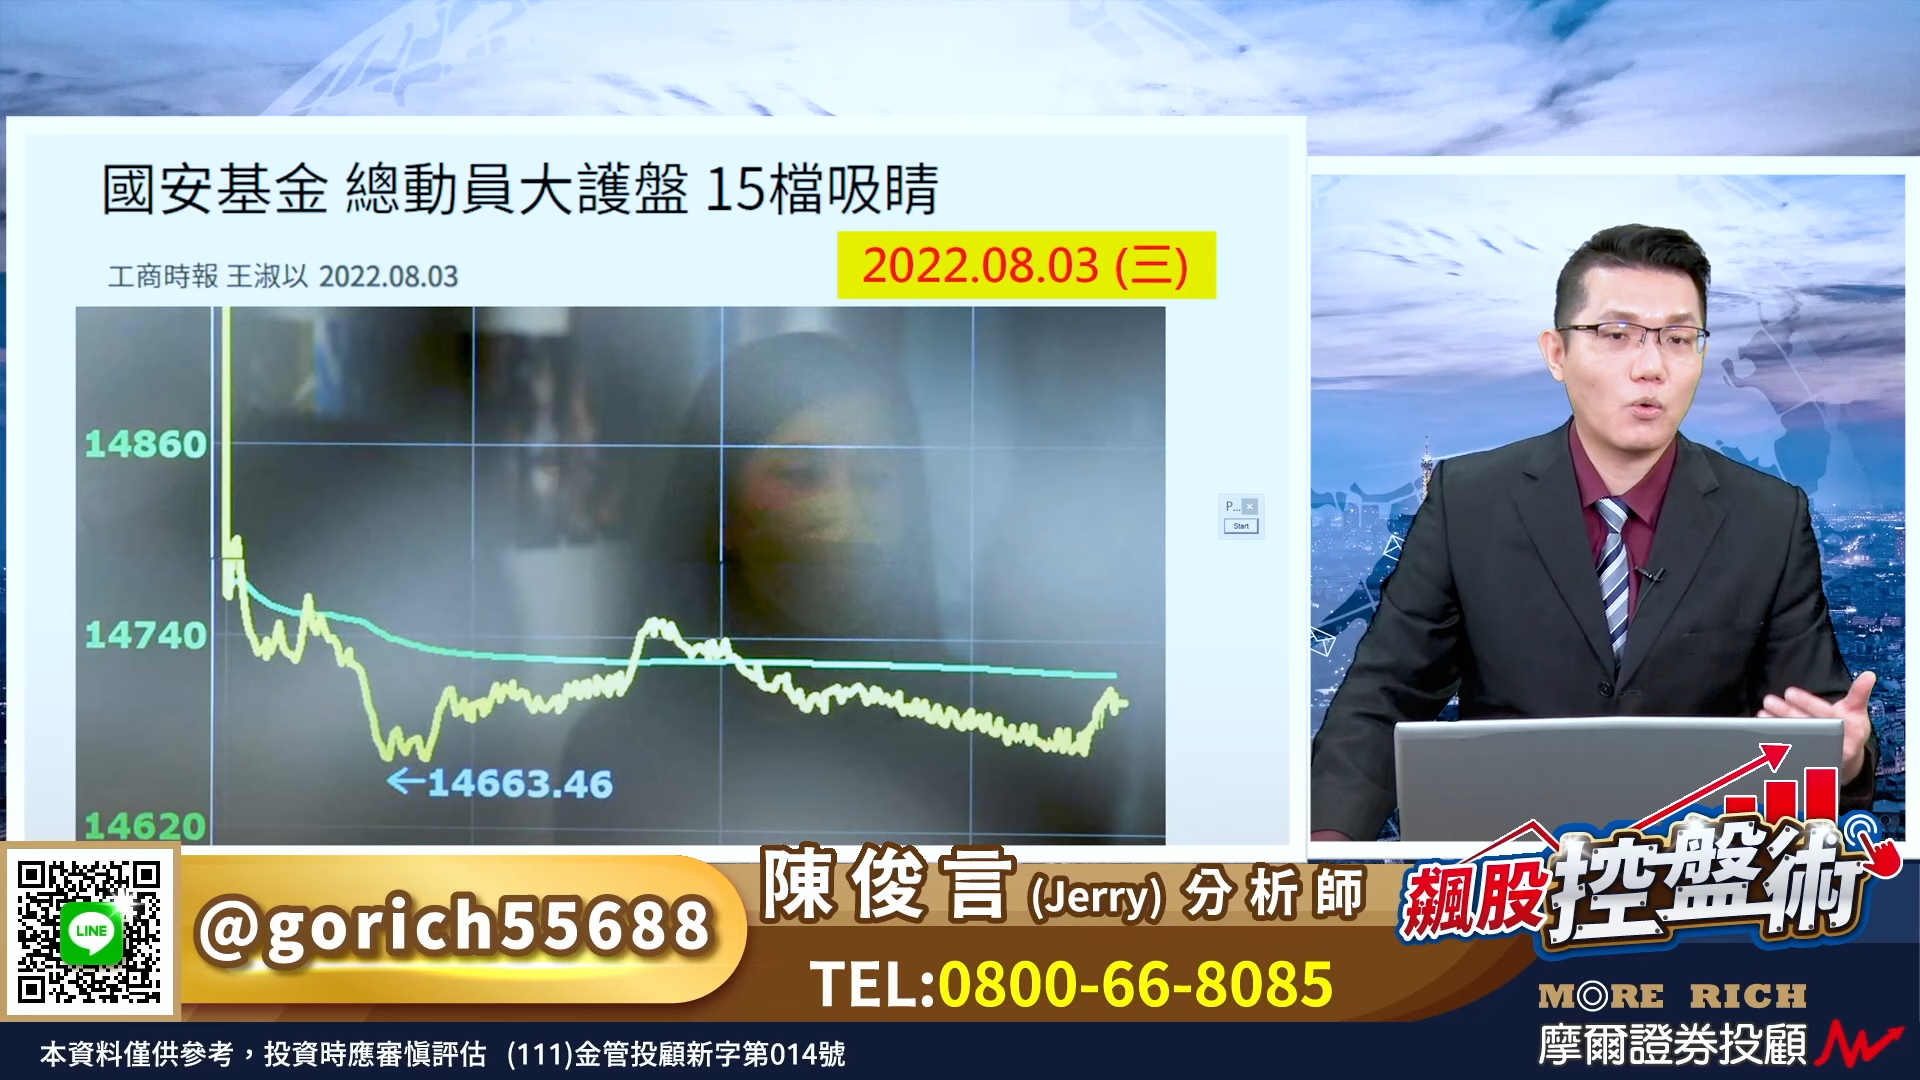 國安基金 總動員大護盤 15檔吸睛
工商時報 王淑以 2022.08.03
2022.08.03 (三)
14860
14740
←14663.46
14620
P...
Start
LINE
@gorich55688
陳俊言 (Jerry) 分析師
TEL:0800-66-8085
飆股控盤術
MORE RICH
摩爾證券投顧
本資料僅供參考，投資時應審慎評估 (111)金管投顧新字第014號